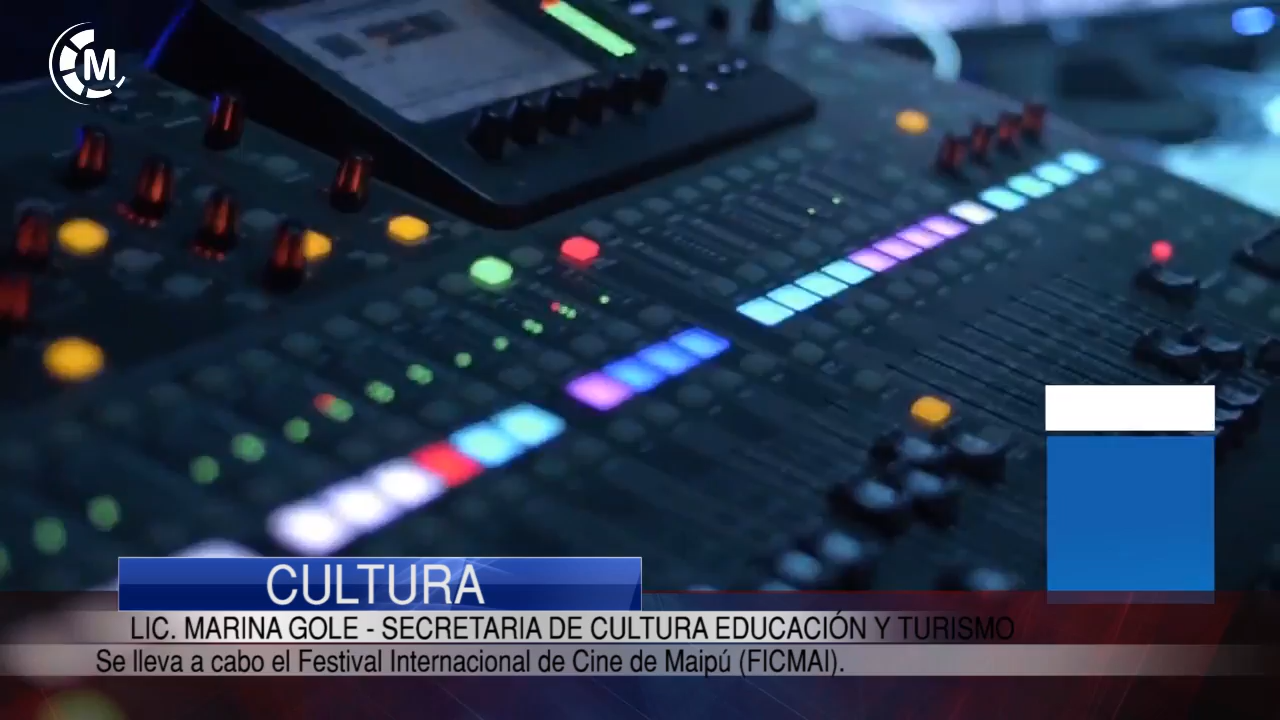 M
CULTURA
LIC. MARINA GOLE - SECRETARIA DE CULTURA EDUCACIÓN Y TURISMO
Se lleva a cabo el Festival Internacional de Cine de Maipú (FICMAI).